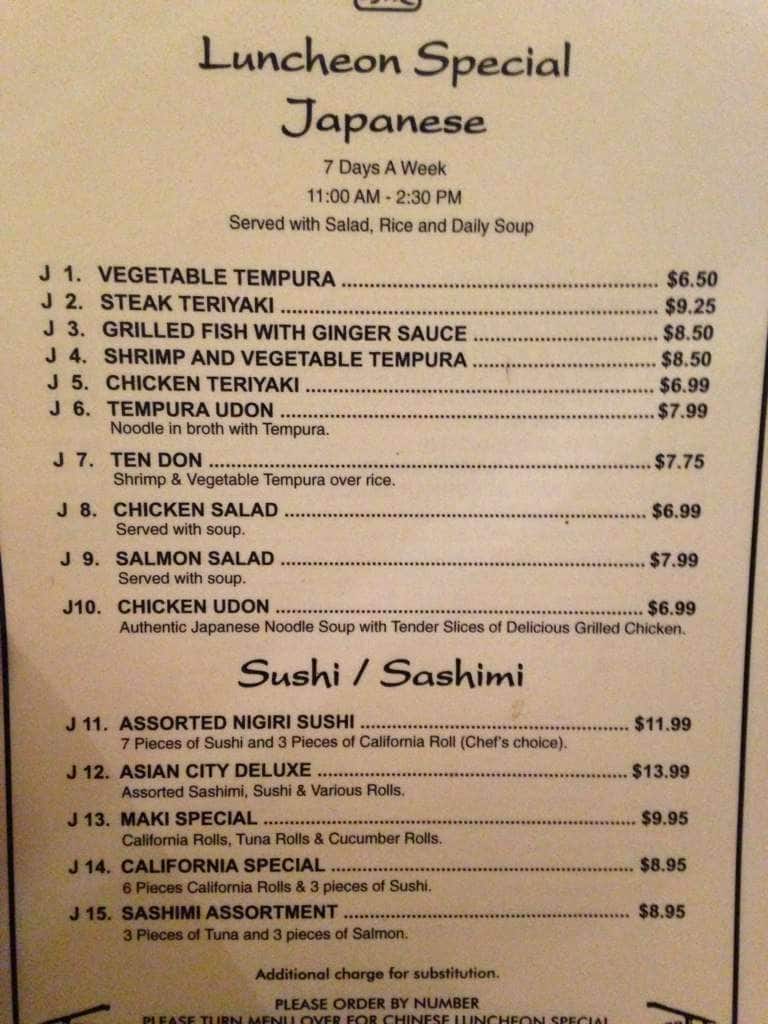 Luncheon Special
Japanese
7 Days A Week
11:00 AM - 2:30 PM
Served with Salad, Rice and Daily Soup
J 1. VEGETABLE TEMPURA ........ $6.50
J 2. STEAK TERIYAKI ........ $9.25
J 3. GRILLED FISH WITH GINGER SAUCE ........ $8.50
J 4. SHRIMP AND VEGETABLE TEMPURA ........ $8.50
J 5. CHICKEN TERIYAKI ........ $6.99
J 6. TEMPURA UDON ........ $7.99
Noodle in broth with Tempura.
J 7. TEN DON ........ $7.75
Shrimp & Vegetable Tempura over rice.
J 8. CHICKEN SALAD ........ $6.99
Served with soup.
J 9. SALMON SALAD ........ $7.99
Served with soup.
J10. CHICKEN UDON ........ $6.99
Authentic Japanese Noodle Soup with Tender Slices of Delicious Grilled Chicken.
Sushi / Sashimi
J 11. ASSORTED NIGIRI SUSHI ........ $11.99
7 Pieces of Sushi and 3 Pieces of California Roll (Chef's choice).
J 12. ASIAN CITY DELUXE ........ $13.99
Assorted Sashimi, Sushi & Various Rolls.
J 13. MAKI SPECIAL ........ $9.95
California Rolls, Tuna Rolls & Cucumber Rolls.
J 14. CALIFORNIA SPECIAL ........ $8.95
6 Pieces California Rolls & 3 pieces of Sushi.
J 15. SASHIMI ASSORTMENT ........ $8.95
3 Pieces of Tuna and 3 pieces of Salmon.
Additional charge for substitution.
PLEASE ORDER BY NUMBER
PLEASE TURN MENU OVER FOR CHINESE LUNCHEON SPECIAL